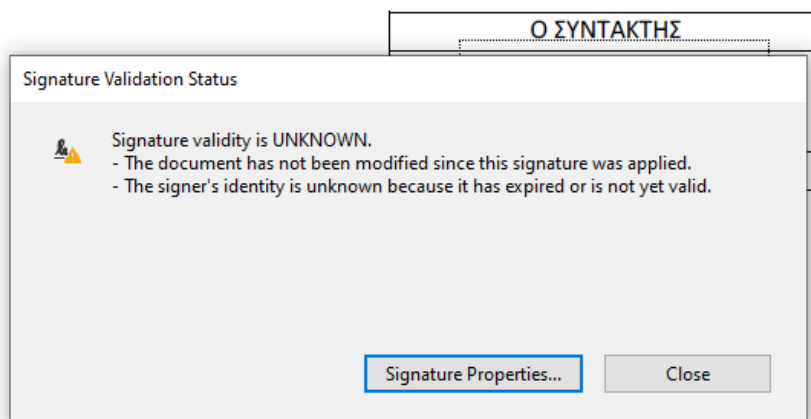 Ο ΣΥΝΤΑΚΤΗΣ
Signature Validation Status
Signature validity is UNKNOWN.
- The document has not been modified since this signature was applied.
- The signer's identity is unknown because it has expired or is not yet valid.
Signature Properties...
Close